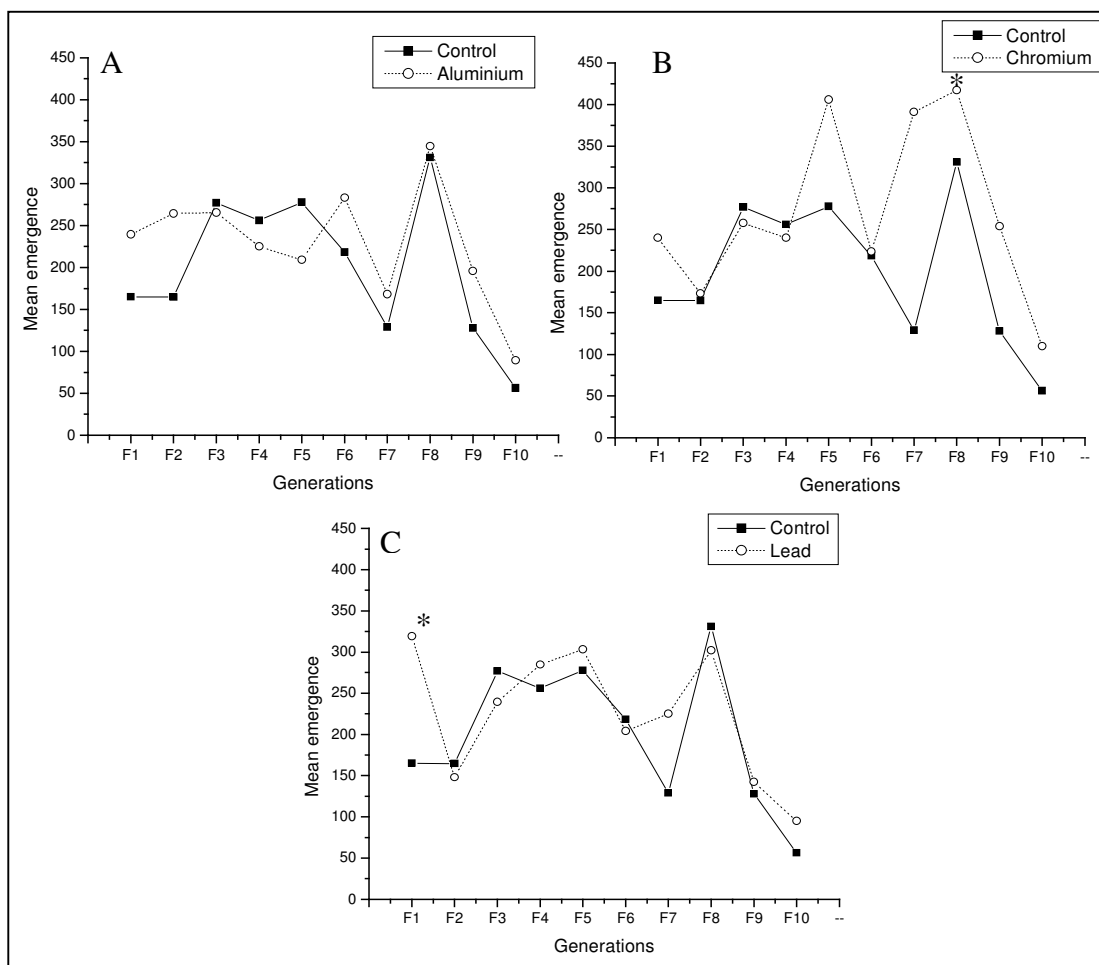 A
Control
Aluminium
450
400
350
300
250
200
150
100
50
0
Mean emergence
F1 F2 F3 F4 F5 F6 F7 F8 F9 F10 --
Generations
B
Control
Chromium
*
450
400
350
300
250
200
150
100
50
0
Mean emergence
F1 F2 F3 F4 F5 F6 F7 F8 F9 F10 --
Generations
C
Control
Lead
*
450
400
350
300
250
200
150
100
50
0
Mean emergence
F1 F2 F3 F4 F5 F6 F7 F8 F9 F10 --
Generations